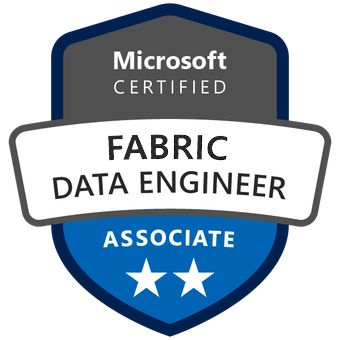 Microsoft
CERTIFIED
FABRIC
DATA ENGINEER
ASSOCIATE